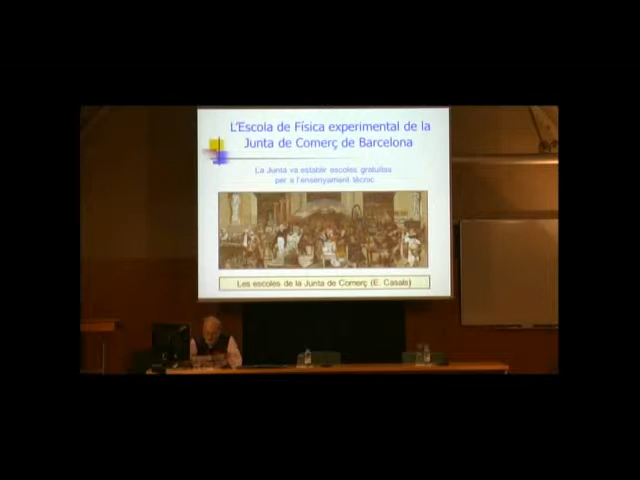 L'Escola de Física experimental de la
Junta de Comerç de Barcelona
La Junta va establir escoles gratuïtes
per a l'ensenyament tècnic
Les escoles de la Junta de Comerç (E. Casals)